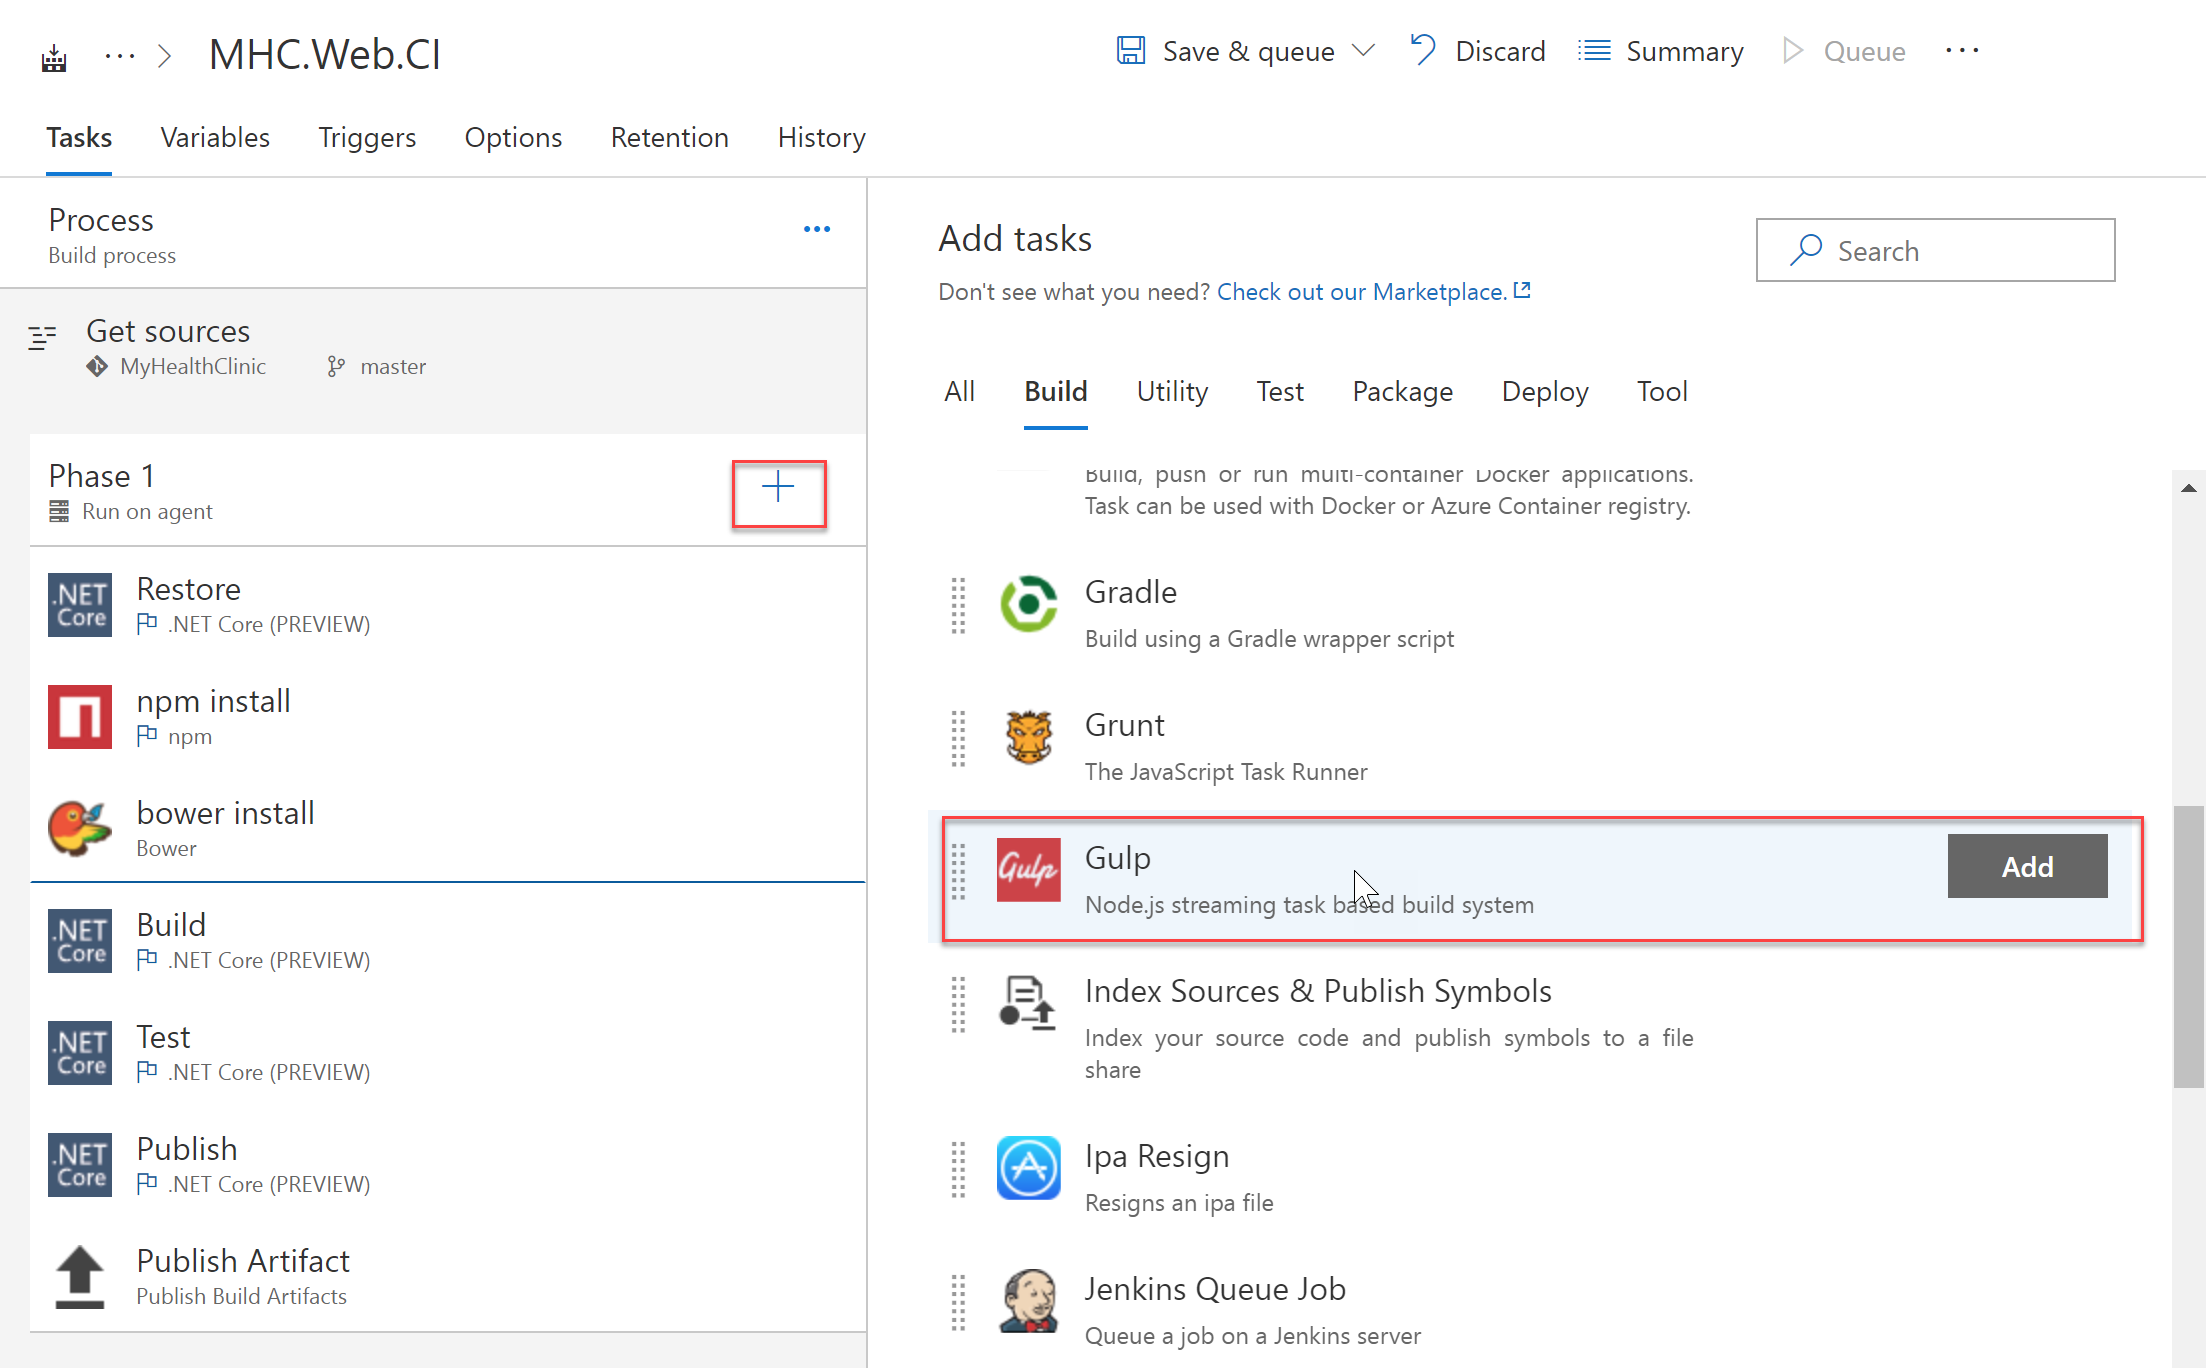 ··· > MHC.Web.CI
Save & queue Discard Summary Queue ···
Tasks Variables Triggers Options Retention History
Process
Build process
Get sources
MyHealthClinic master
Phase 1
Run on agent
.NET Core Restore
.NET Core (PREVIEW)
npm install
npm
bower install
Bower
.NET Core Build
.NET Core (PREVIEW)
.NET Core Test
.NET Core (PREVIEW)
.NET Core Publish
.NET Core (PREVIEW)
Publish Artifact
Publish Build Artifacts
Add tasks
Search
Don't see what you need? Check out our Marketplace.
All Build Utility Test Package Deploy Tool
Build, push or run multi-container Docker applications.
Task can be used with Docker or Azure Container registry.
Gradle
Build using a Gradle wrapper script
Grunt
The JavaScript Task Runner
Gulp Gulp
Node.js streaming task based build system
Add
Index Sources & Publish Symbols
Index your source code and publish symbols to a file
share
Ipa Resign
Resigns an ipa file
Jenkins Queue Job
Queue a job on a Jenkins server